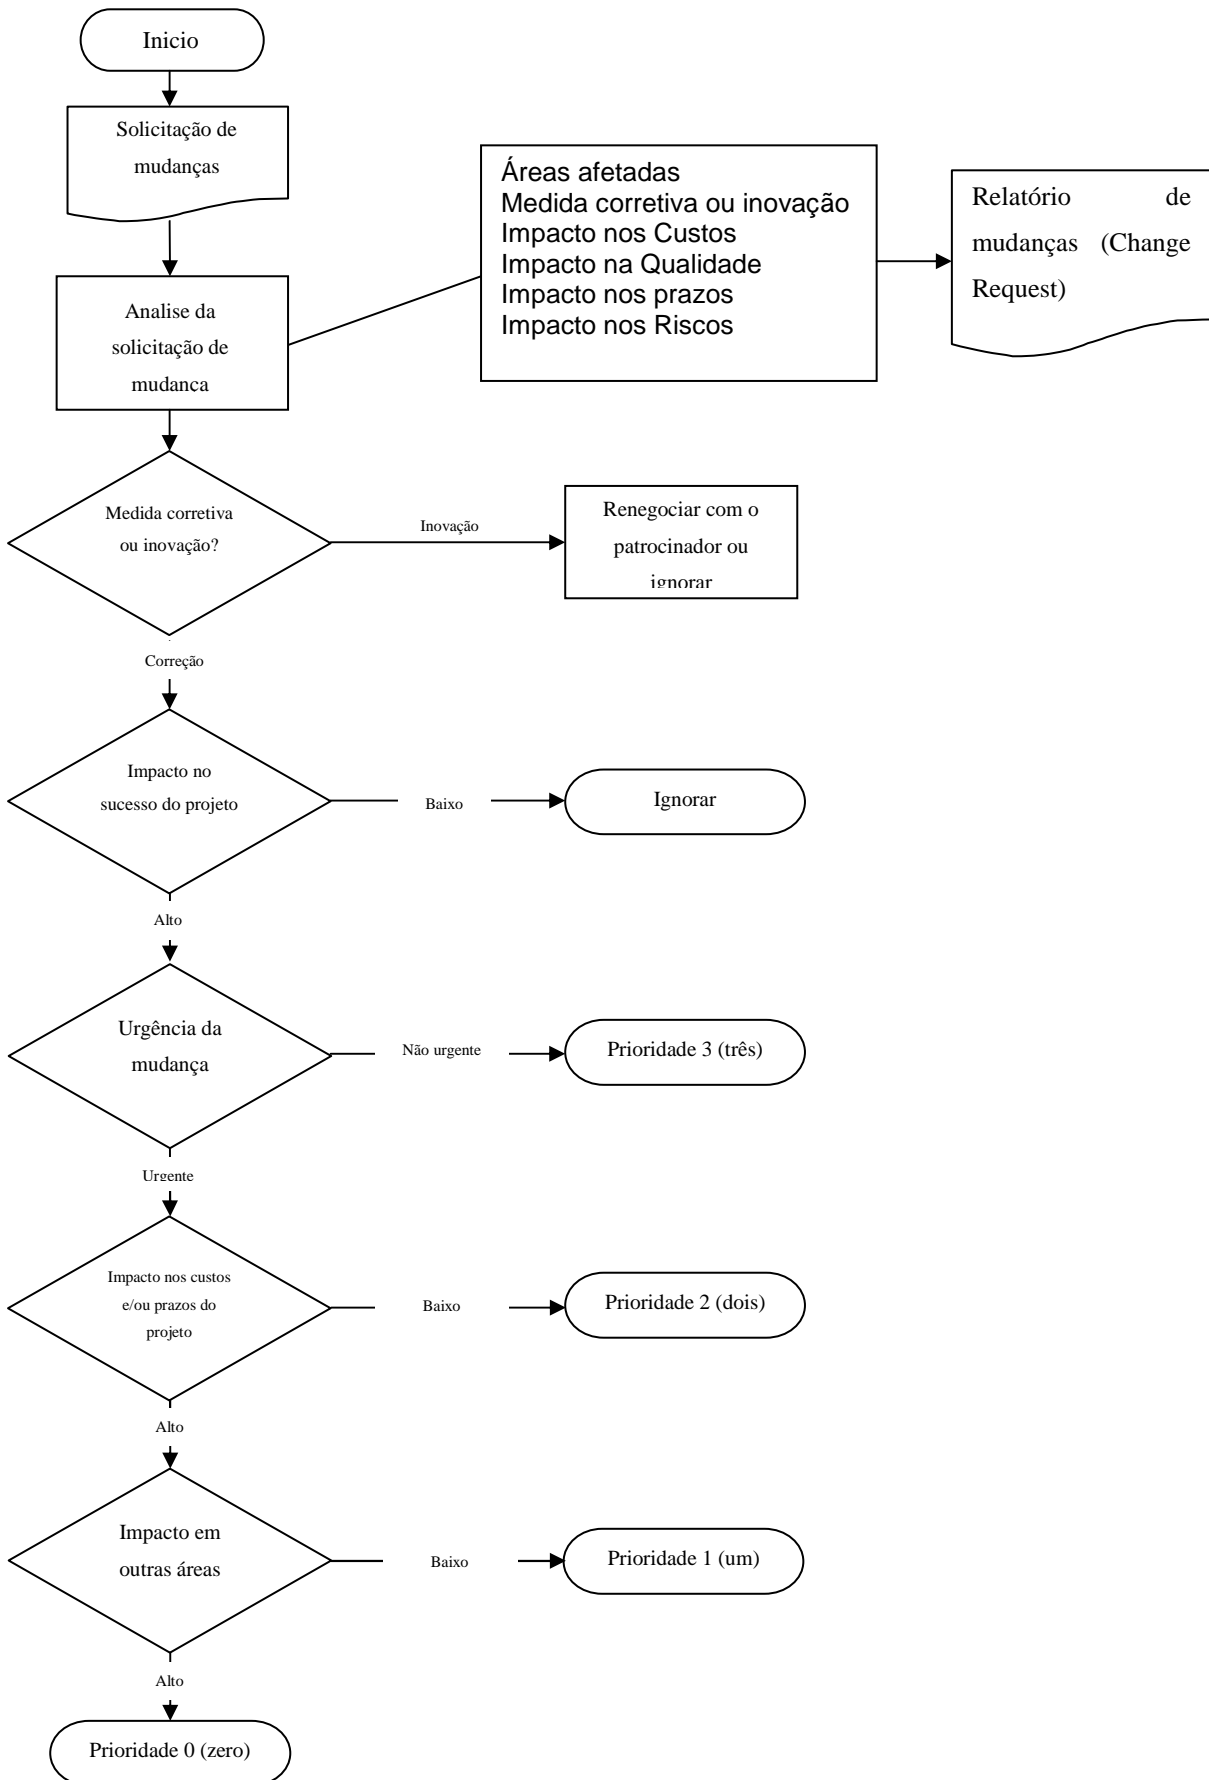 Inicio
Solicitação de
mudanças
Áreas afetadas
Medida corretiva ou inovação
Impacto nos Custos
Impacto na Qualidade
Impacto nos prazos
Impacto nos Riscos
Relatório de
mudanças (Change
Request)
Analise da
solicitação de
mudanca
Medida corretiva
ou inovação?
Inovação
Renegociar com o
patrocinador ou
ignorar
Correção
Impacto no
sucesso do projeto
Baixo
Ignorar
Alto
Urgência da
mudança
Não urgente
Prioridade 3 (três)
Urgente
Impacto nos custos
e/ou prazos do
projeto
Baixo
Prioridade 2 (dois)
Alto
Impacto em
outras áreas
Baixo
Prioridade 1 (um)
Alto
Prioridade 0 (zero)